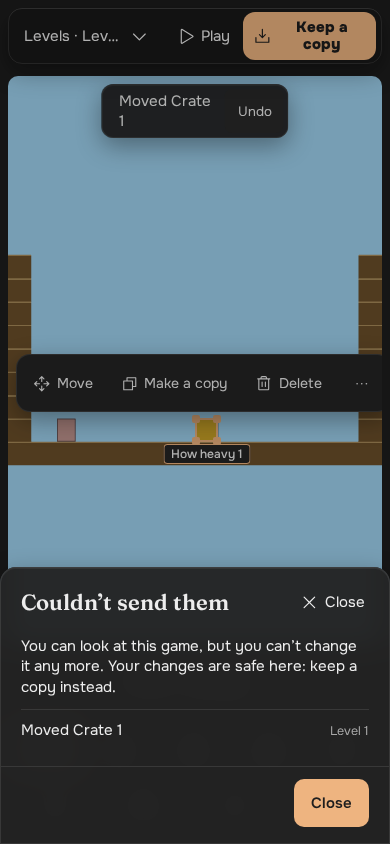 Levels · Lev...
Play
Keep a
copy
Moved Crate
1
Undo
Move
Make a copy
Delete
...
How heavy 1
Couldn’t send them
Close
You can look at this game, but you can’t change
it any more. Your changes are safe here: keep a
copy instead.
Moved Crate 1
Level 1
Close